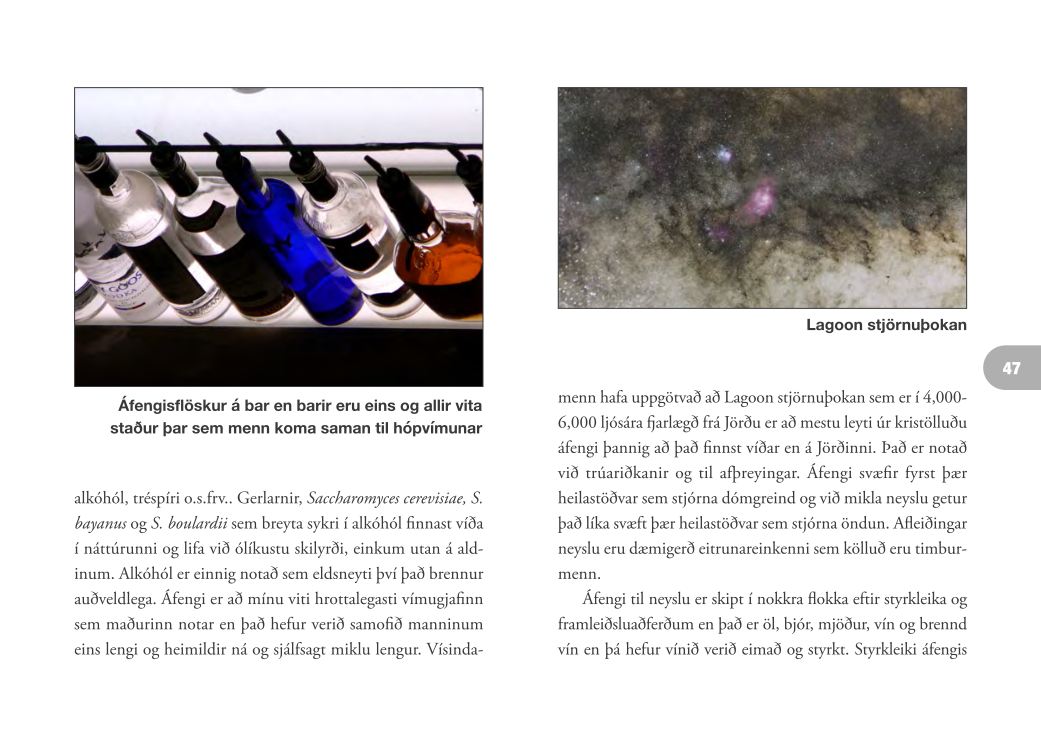 Áfengisflöskur á bar en barir eru eins og allir vita
staður þar sem menn koma saman til hópvímunar
alkóhól, tréspíri o.s.frv.. Gerlarnir, Saccharomyces cerevisiae, S.
bayanus og S. boulardii sem breyta sykri í alkóhól finnast víða
í náttúrunni og lifa við ólíkustu skilyrði, einkum utan á ald-
inum. Alkóhól er einnig notað sem eldsneyti því það brennur
auðveldlega. Áfengi er að mínu viti hrottalegasti vímugjafinn
sem maðurinn notar en það hefur verið samofið manninum
eins lengi og heimildir ná og sjálfsagt miklu lengur. Vísinda-
Lagoon stjörnuþokan
47
menn hafa uppgötvað að Lagoon stjörnuþokan sem er í 4,000-
6,000 ljósára fjarlægð frá Jörðu er að mestu leyti úr kristölluðu
áfengi þannig að það finnst víðar en á Jörðinni. Það er notað
við trúariðkanir og til afþreyingar. Áfengi svæfir fyrst þær
heilastöðvar sem stjórna dómgreind og við mikla neyslu getur
það líka svæft þær heilastöðvar sem stjórna öndun. Afleiðingar
neyslu eru dæmigerð eitrunareinkenni sem kölluð eru timbur-
menn.
Áfengi til neyslu er skipt í nokkra flokka eftir styrkleika og
framleiðsluaðferðum en það er öl, bjór, mjöður, vín og brennd
vín en þá hefur vínið verið eimað og styrkt. Styrkleiki áfengis